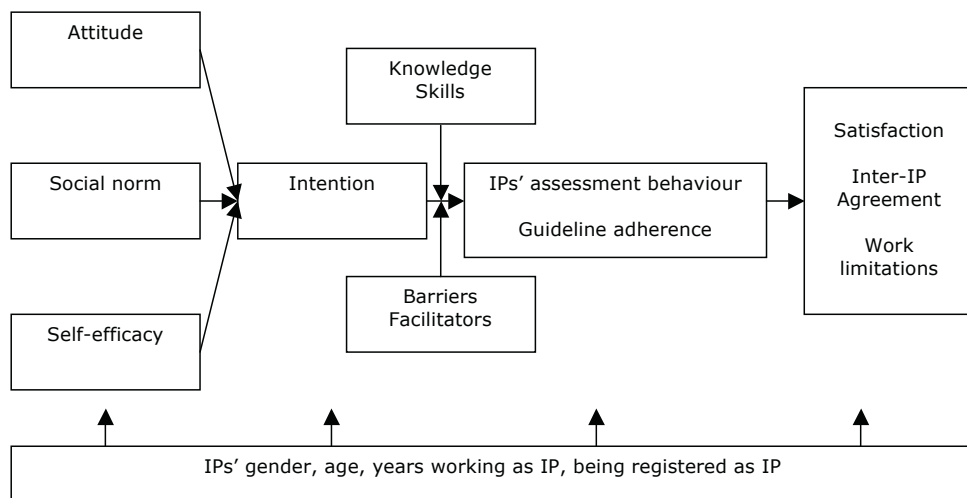 Attitude
Social norm
Self-efficacy
Intention
Knowledge
Skills
Barriers
Facilitators
IPs’ assessment behaviour
Guideline adherence
Satisfaction
Inter-IP
Agreement
Work
limitations
IPs’ gender, age, years working as IP, being registered as IP